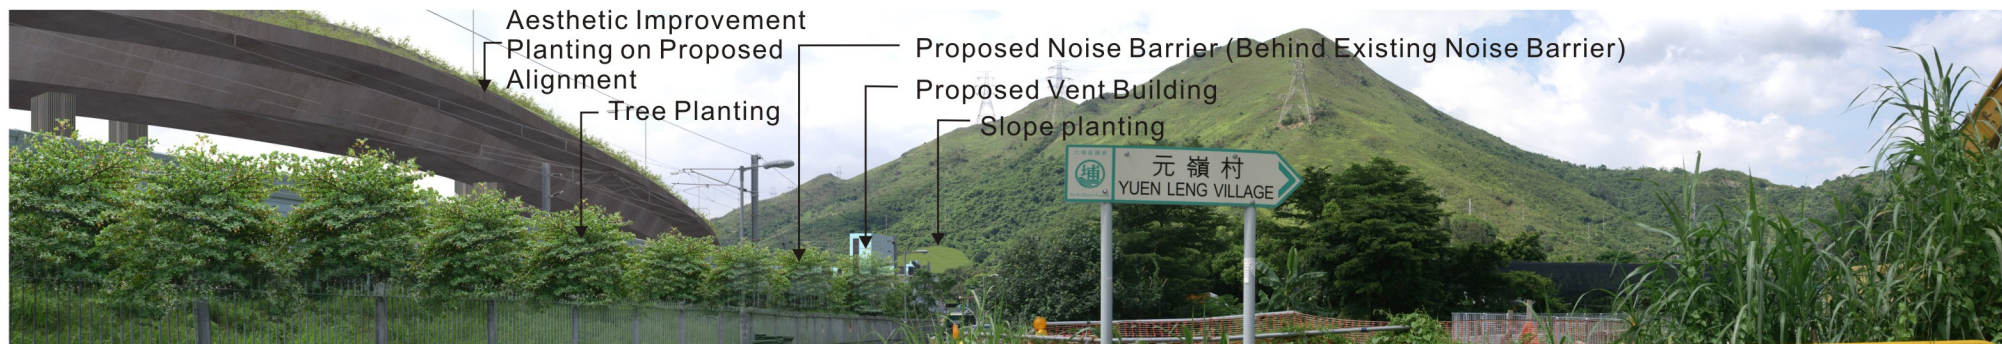 Aesthetic Improvement
Planting on Proposed
Alignment
Tree Planting
Proposed Noise Barrier (Behind Existing Noise Barrier)
Proposed Vent Building
Slope planting
埔
元嶺村
YUEN LENG VILLAGE